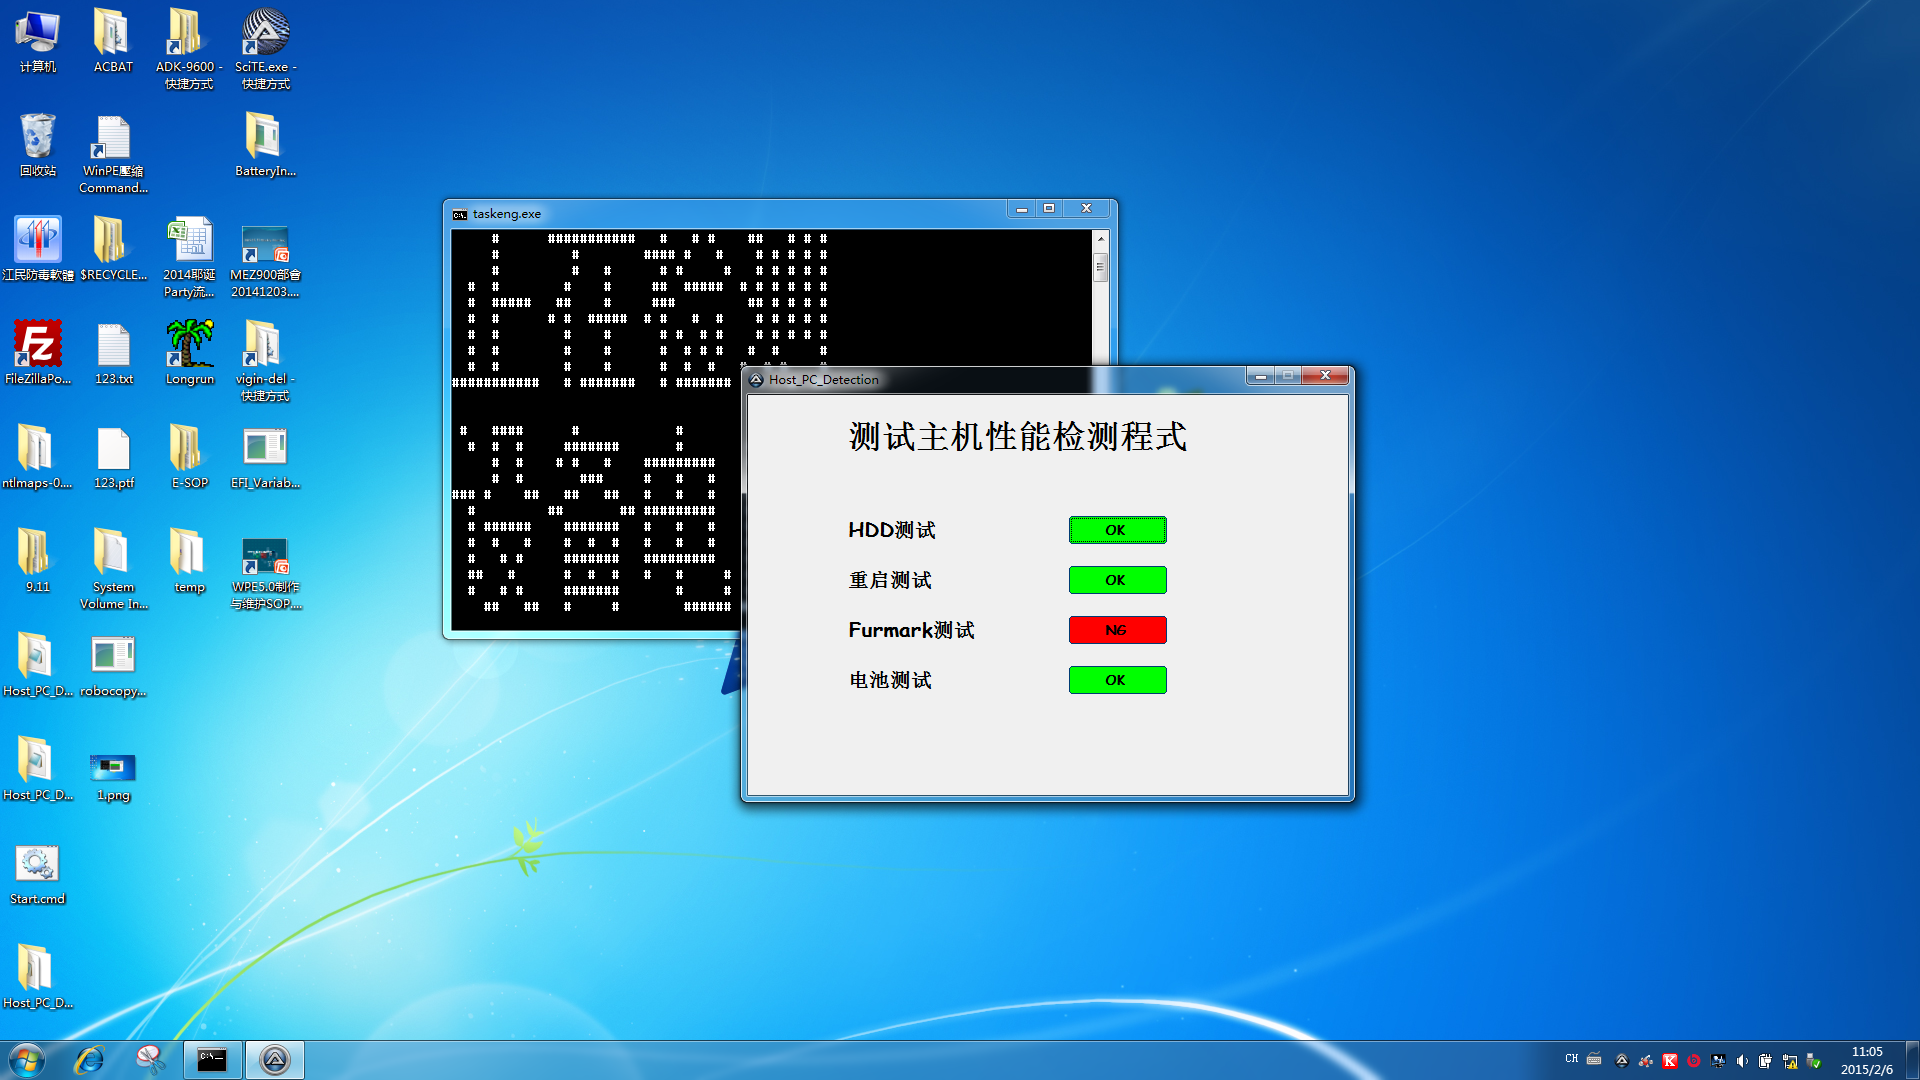 计算机
ACBAT
ADK-9600 -
快捷方式
SciTE.exe -
快捷方式
回收站
WinPE壓缩
Command...
BatteryIn...
江民防毒軟體
$RECYCLE...
2014耶诞
Party流...
MEZ900部會
20141203....
FileZillaPo...
123.txt
Longrun
vigin-del -
快捷方式
ntlmaps-0....
123.ptf
E-SOP
EFI_Variab...
9.11
System
Volume In...
temp
WPE5.0制作
与维护SOP....
Host_PC_D...
robocopy...
Host_PC_D...
1.png
Start.cmd
Host_PC_D...
taskeng.exe
Host_PC_Detection
测试主机性能检测程式
HDD测试
OK
重启测试
OK
Furmark测试
NG
电池测试
OK
CH
11:05
2015/2/6